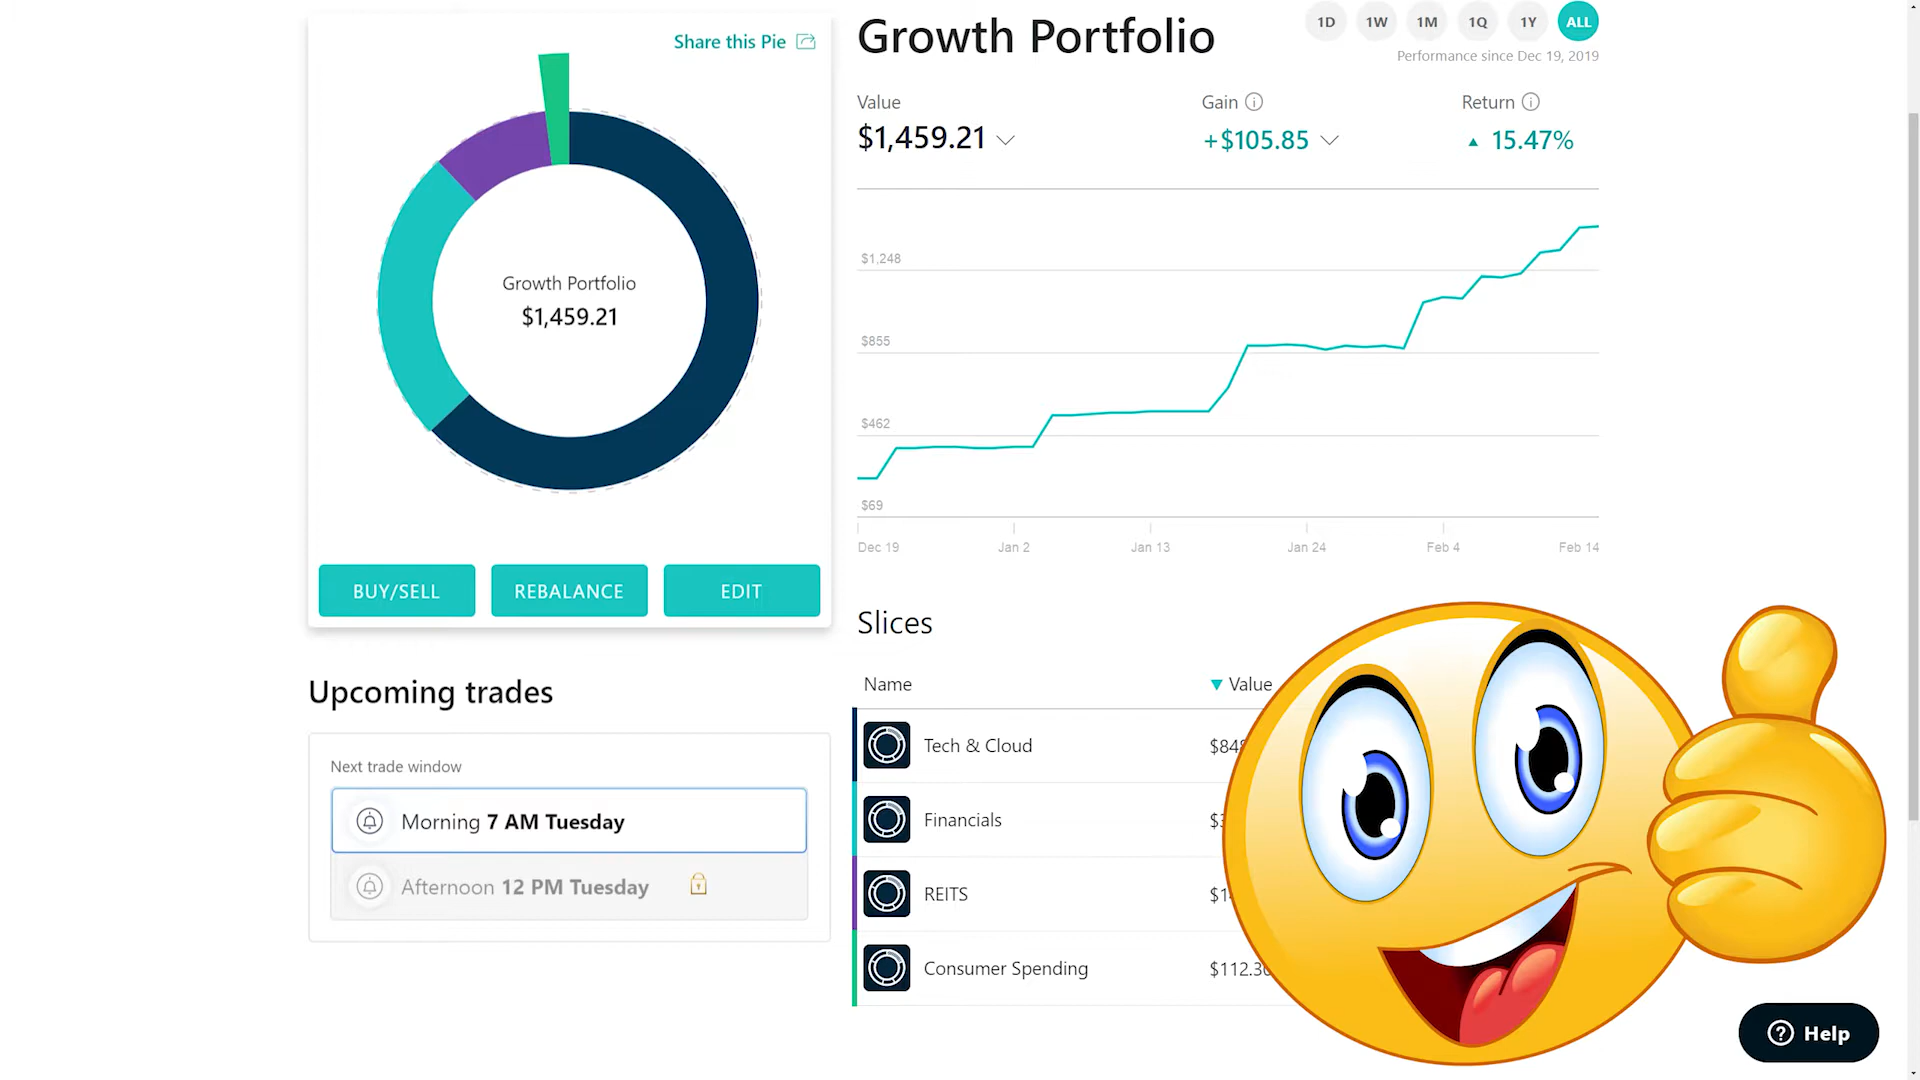 Share this Pie
Growth Portfolio
$1,459.21
BUY/SELL
REBALANCE
EDIT
Upcoming trades
Next trade window
Morning 7 AM Tuesday
Afternoon 12 PM Tuesday
Growth Portfolio
1D 1W 1M 1Q 1Y ALL
Performance since Dec 19, 2019
Value Gain Return
$1,459.21 +$105.85 15.47%
$1,248
$855
$462
$69
Dec 19 Jan 2 Jan 13 Jan 24 Feb 4 Feb 14
Slices
Name Value
Tech & Cloud
Financials
REITS
Consumer Spending
Help